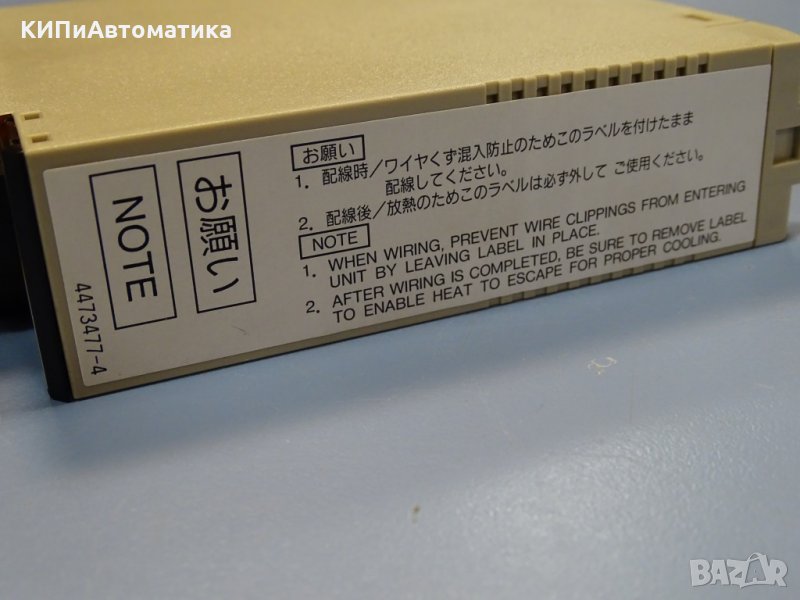 КИПиАвтоматика
お願い
1. 配線時/ワイヤくず混入防止のためこのラベルを付けたまま
配線してください。
2. 配線後/放熱のためこのラベルは必ず外して ご使用ください。
NOTE
1. WHEN WIRING, PREVENT WIRE CLIPPINGS FROM ENTERING
UNIT BY LEAVING LABEL IN PLACE.
2. AFTER WIRING IS COMPLETED, BE SURE TO REMOVE LABEL
TO ENABLE HEAT TO ESCAPE FOR PROPER COOLING.
お願い
NOTE
4473477-4
BAZAR